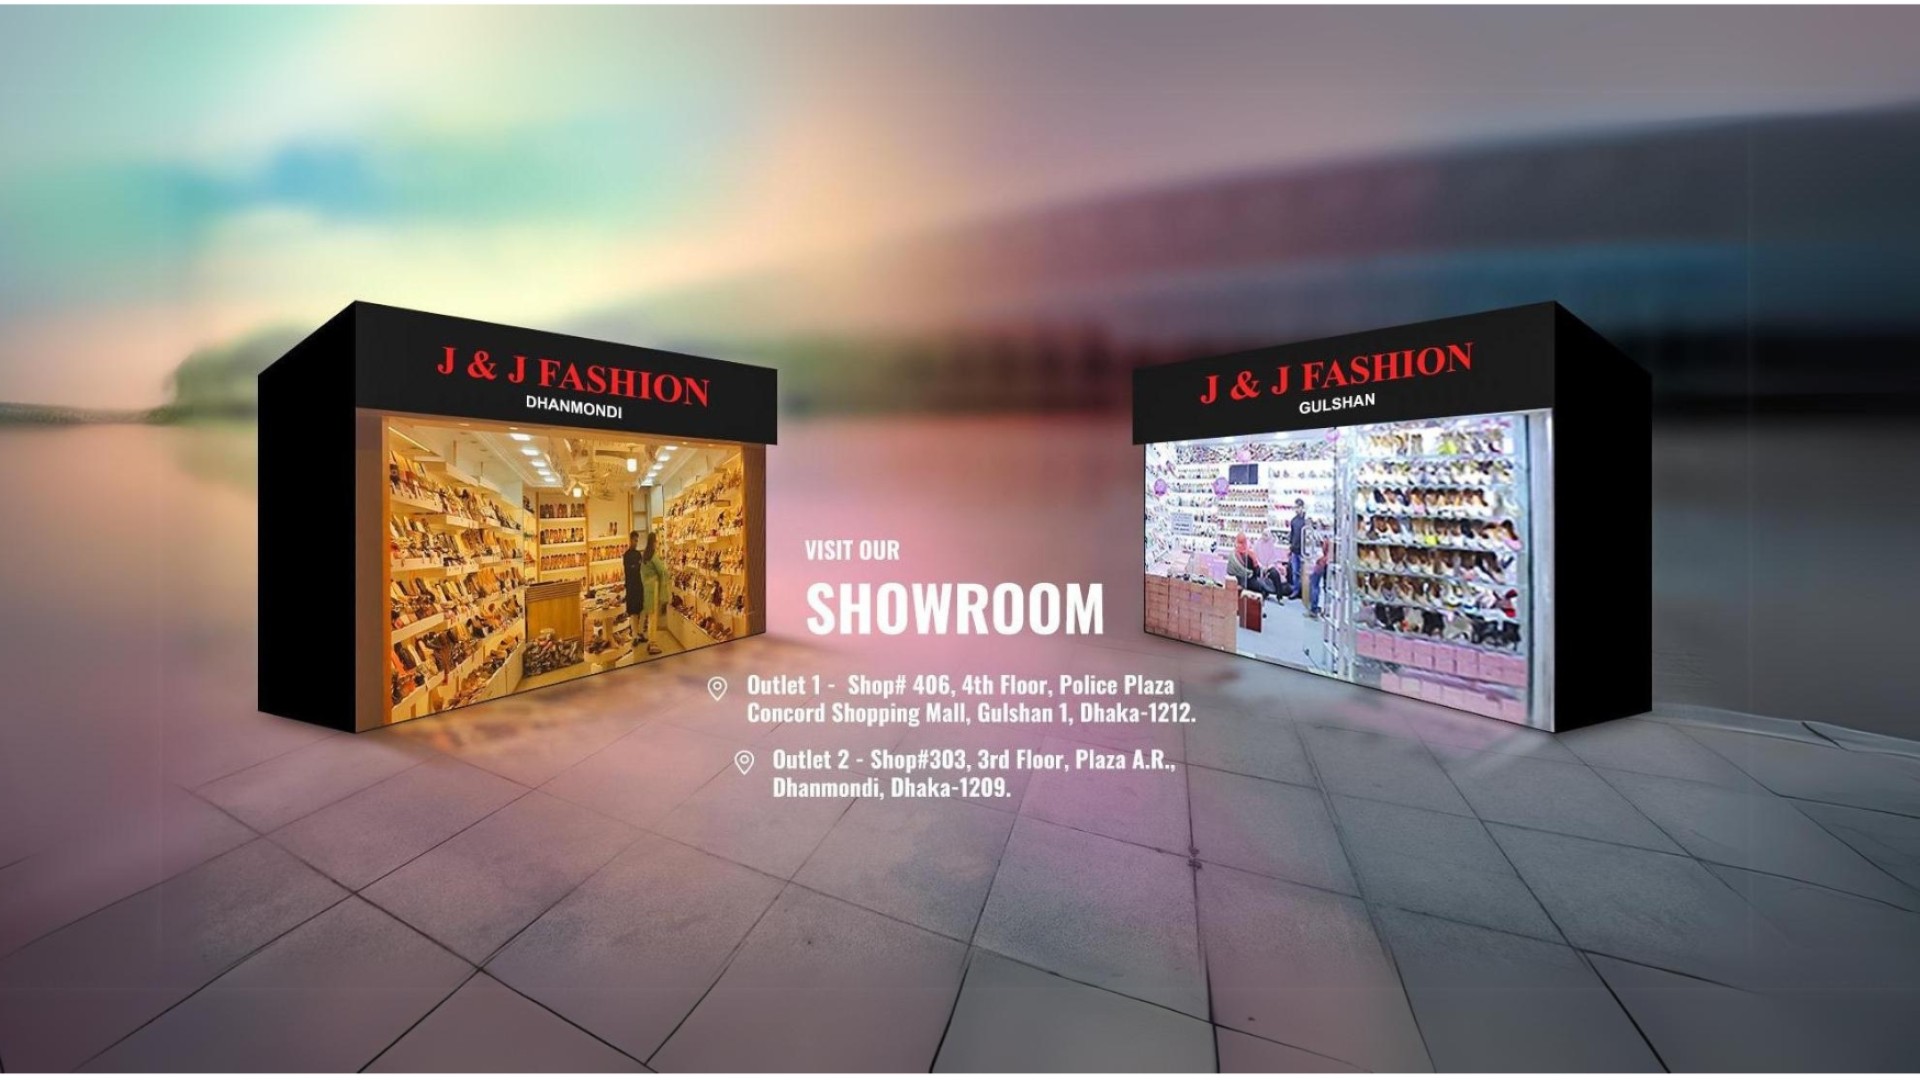 J & J FASHION
DHANMONDI
J & J FASHION
GULSHAN
VISIT OUR
SHOWROOM
Outlet 1 - Shop# 406, 4th Floor, Police Plaza
Concord Shopping Mall, Gulshan 1, Dhaka-1212.
Outlet 2 - Shop#303, 3rd Floor, Plaza A.R.,
Dhanmondi, Dhaka-1209.